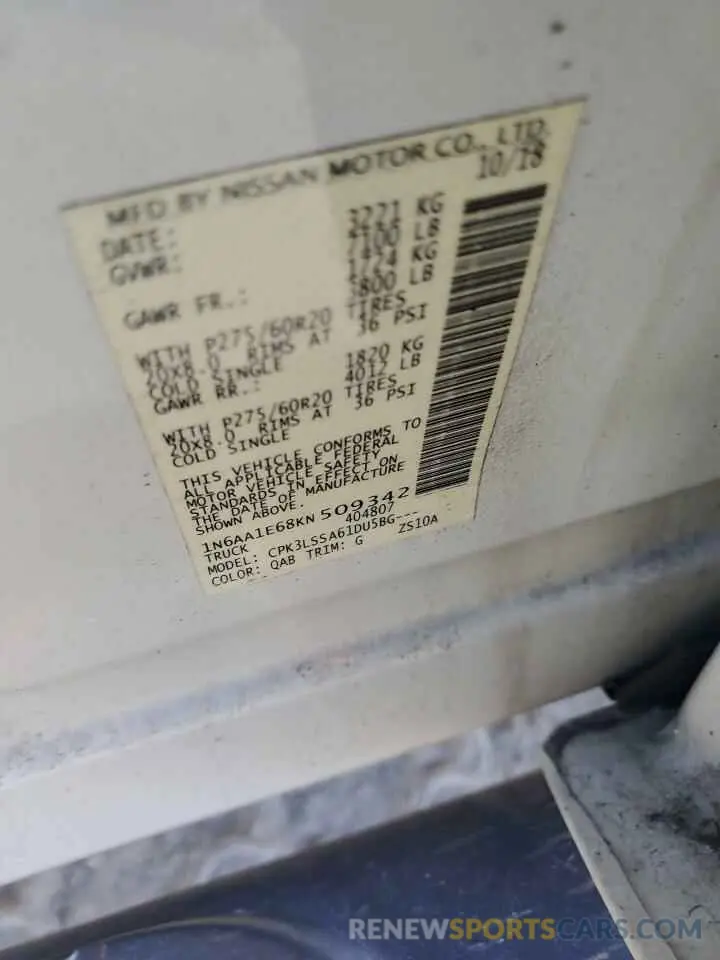 MFD BY NISSAN MOTOR CO., LTD.
DATE: 10/18
GVWR: 3221 KG
7100 LB
GAWR FR.: 1724 KG
3800 LB
WITH P275/60R20 TIRES
20X8.0 RIMS AT 36 PSI
COLD SINGLE
GAWR RR.: 1820 KG
4012 LB
WITH P275/60R20 TIRES
20X8.0 RIMS AT 36 PSI
COLD SINGLE
THIS VEHICLE CONFORMS TO
ALL APPLICABLE FEDERAL
MOTOR VEHICLE SAFETY
STANDARDS IN EFFECT ON
THE DATE OF MANUFACTURE
SHOWN ABOVE.
1N6AA1E68KN509342
TRUCK 404807
MODEL: CPK3LSSA61DU5BG---
COLOR: QAB TRIM: G ZS10A
RENEWSPORTSCARS.COM